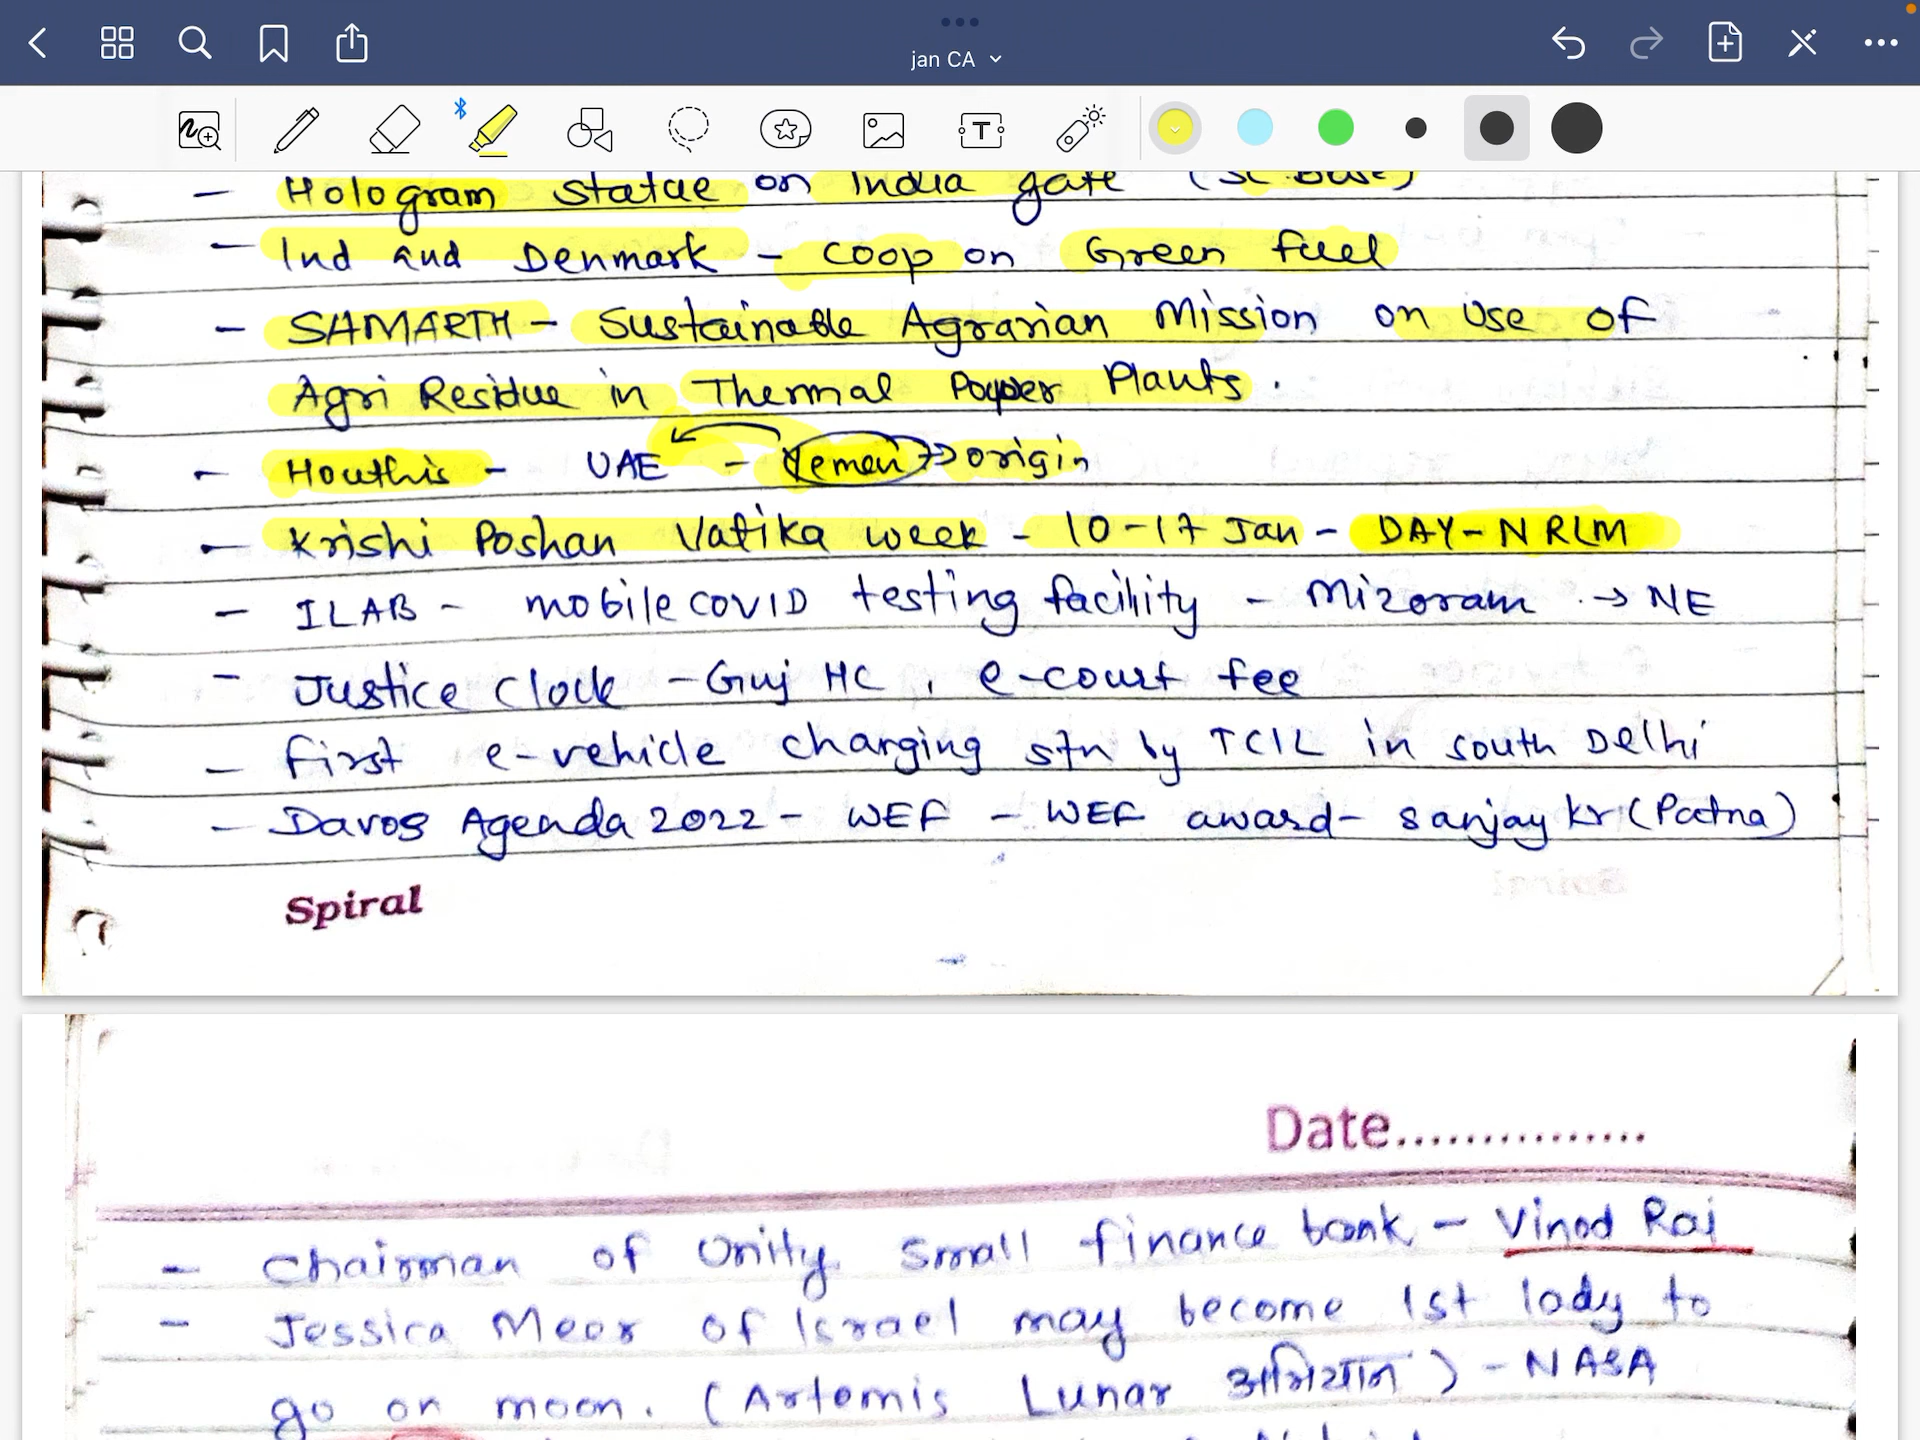 jan CA
- Hologram statue on India gate (SC Bose)
- Ind and Denmark - coop on Green fuel
- SAMARTH - Sustainable Agrarian Mission on Use of
Agri Residue in Thermal Power Plants.
- Houthis - UAE - Yemen → origin
- Krishi Poshan Vatika week - 10-17 Jan - DAY-NRLM
- ILAB - mobile COVID testing facility - Mizoram → NE
- Justice Clock - Guj HC, e-court fee
- first e-vehicle charging stn by TCIL in south Delhi
- Davos Agenda 2022 - WEF - WEF award - Sanjay Kr (Patna)
Spiral
Date...............
- Chairman of Unity Small finance bank - Vinod Rai
- Jessica Meor of Israel may become 1st lady to
go on moon. (Artemis Lunar अभियान) - NASA